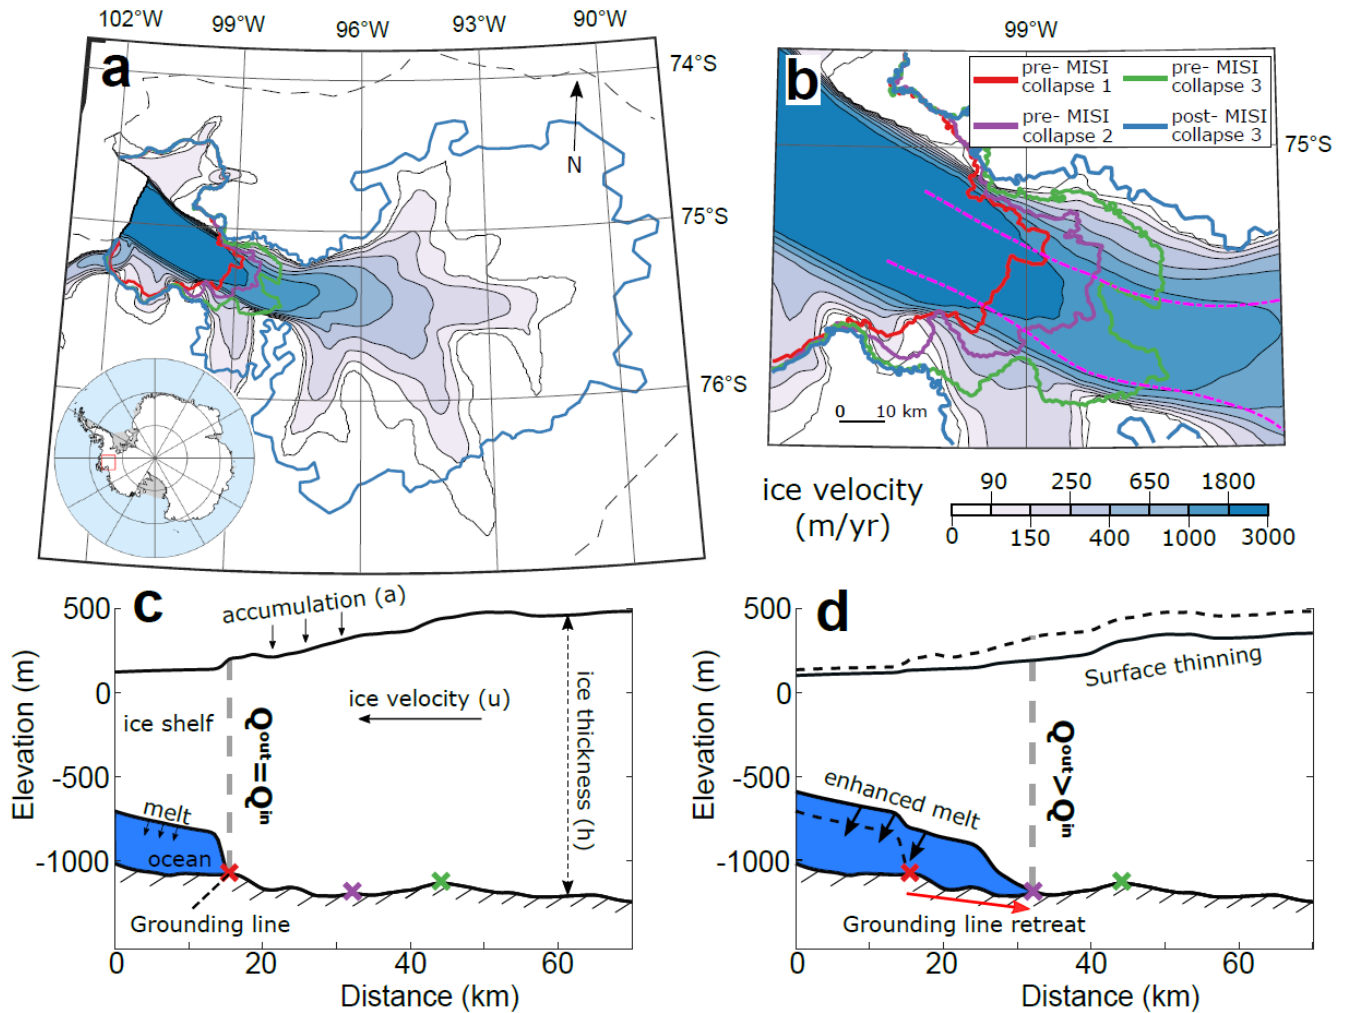 102°W 99°W 96°W 93°W 90°W
a
74°S
N
75°S
76°S
99°W
b
pre- MISI
collapse 1
pre- MISI
collapse 3
pre- MISI
collapse 2
post- MISI
collapse 3
75°S
0 10 km
ice velocity
(m/yr)
90 250 650 1800
0 150 400 1000 3000
c
accumulation (a)
500
0
-500
-1000
Elevation (m)
ice velocity (u)
ice shelf
Qout=Qin
ice thickness (h)
melt
ocean
Grounding line
0 20 40 60
Distance (km)
d
500
0
-500
-1000
Elevation (m)
Surface thinning
Qout>Qin
enhanced melt
Grounding line retreat
0 20 40 60
Distance (km)